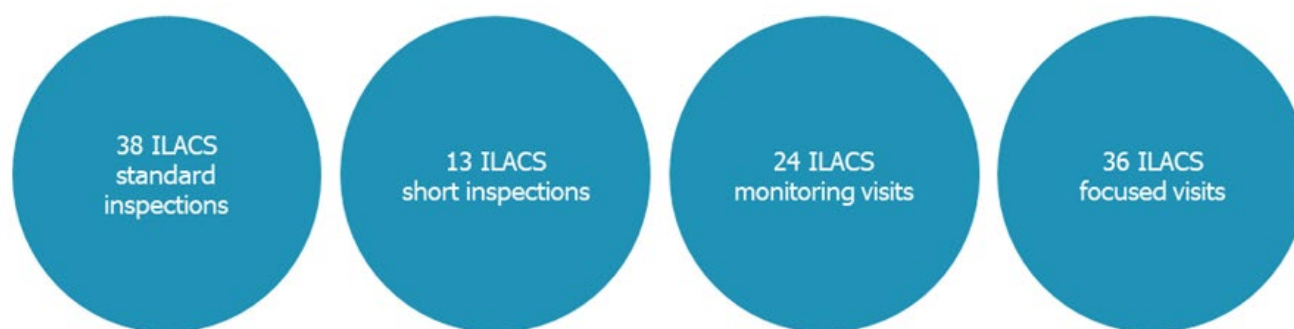 38 ILACS
standard
inspections
13 ILACS
short inspections
24 ILACS
monitoring visits
36 ILACS
focused visits